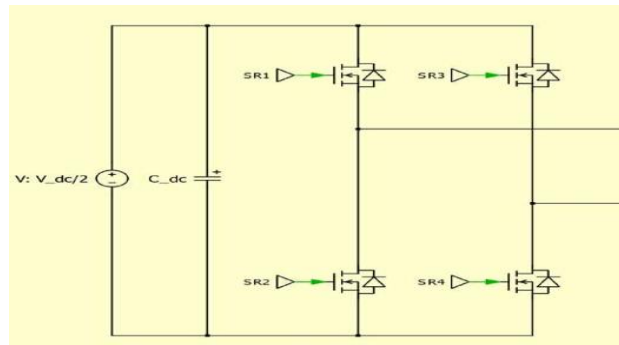 SR1
SR3
V: V_dc/2
C_dc
+
+
−
SR2
SR4